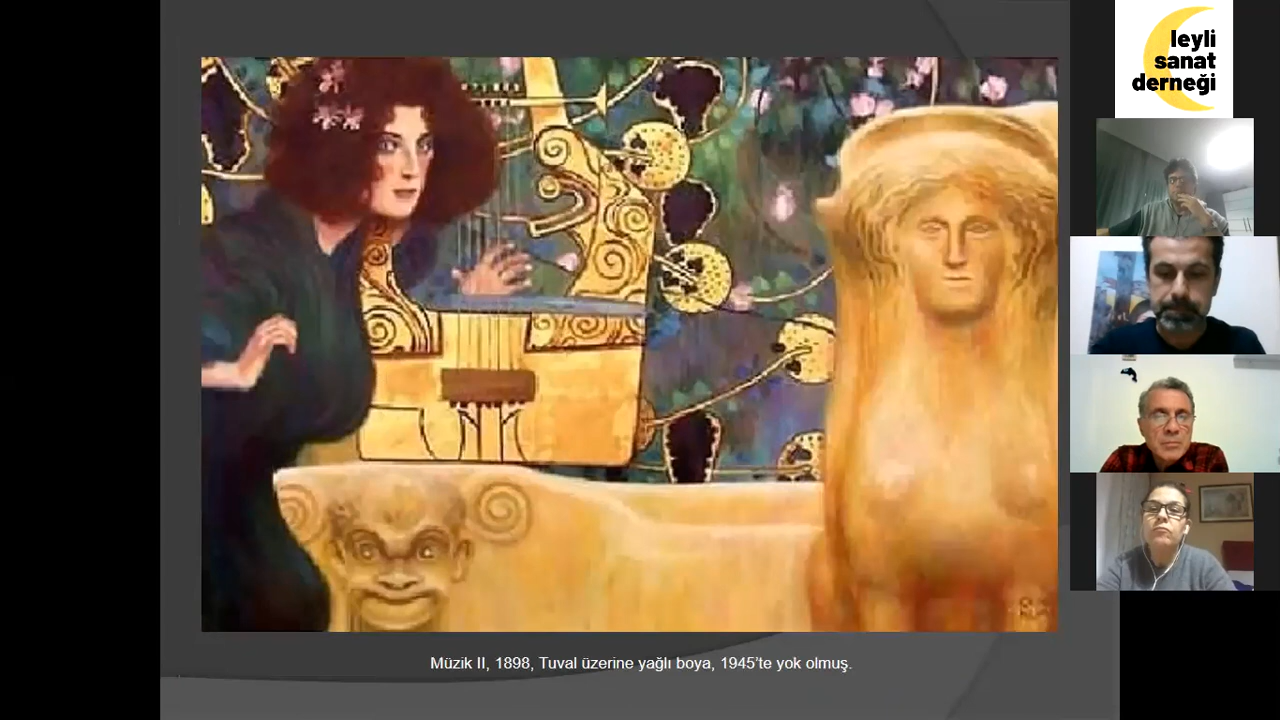 leyli
sanat
derneği
Müzik II, 1898, Tuval üzerine yağlı boya, 1945’te yok olmuş.